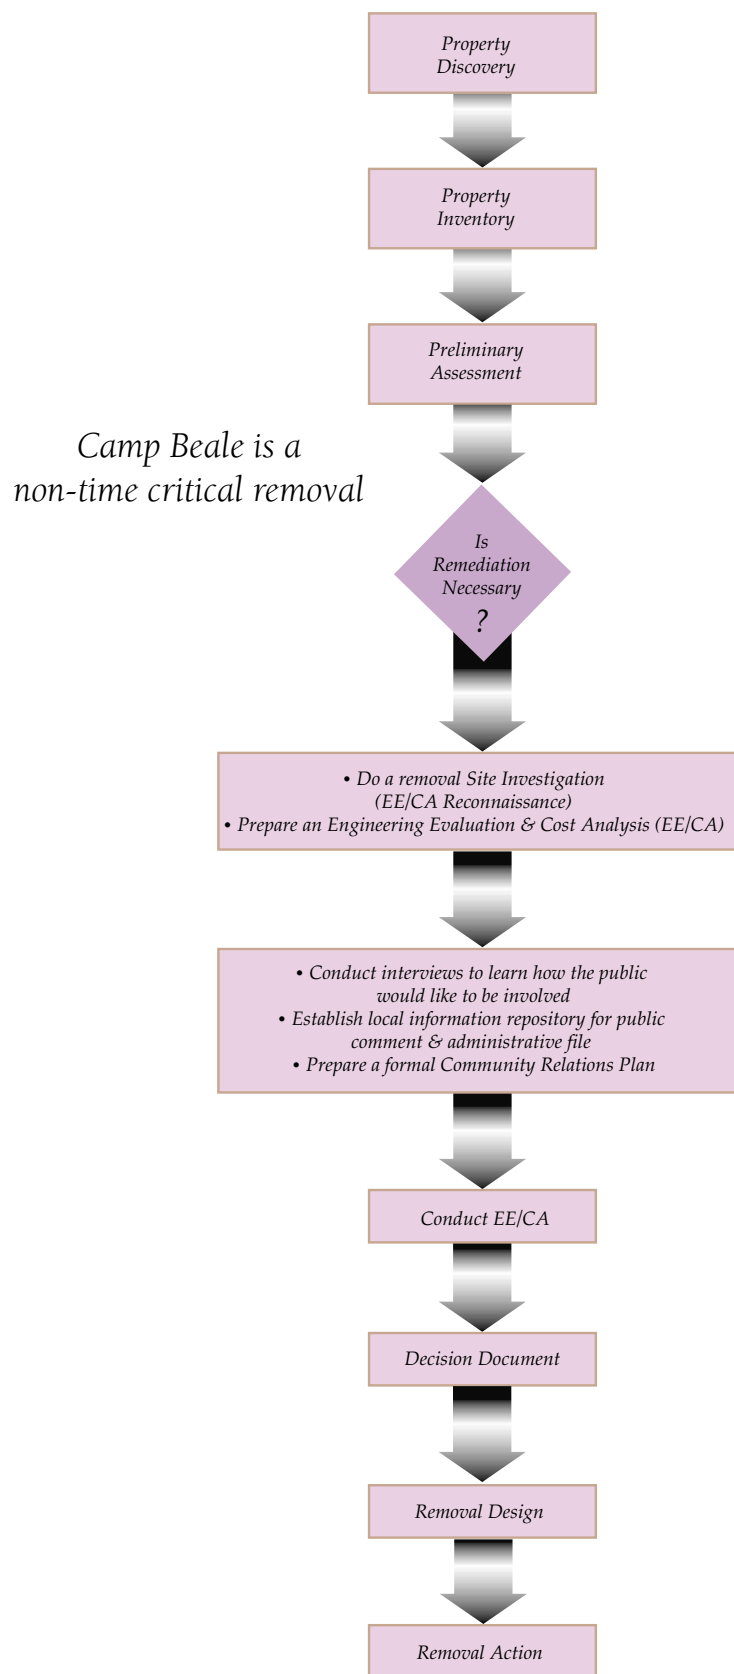 Property
Discovery
Property
Inventory
Preliminary
Assessment
Camp Beale is a
non-time critical removal
Is
Remediation
Necessary
?
• Do a removal Site Investigation
(EE/CA Reconnaissance)
• Prepare an Engineering Evaluation & Cost Analysis (EE/CA)
• Conduct interviews to learn how the public
would like to be involved
• Establish local information repository for public
comment & administrative file
• Prepare a formal Community Relations Plan
Conduct EE/CA
Decision Document
Removal Design
Removal Action